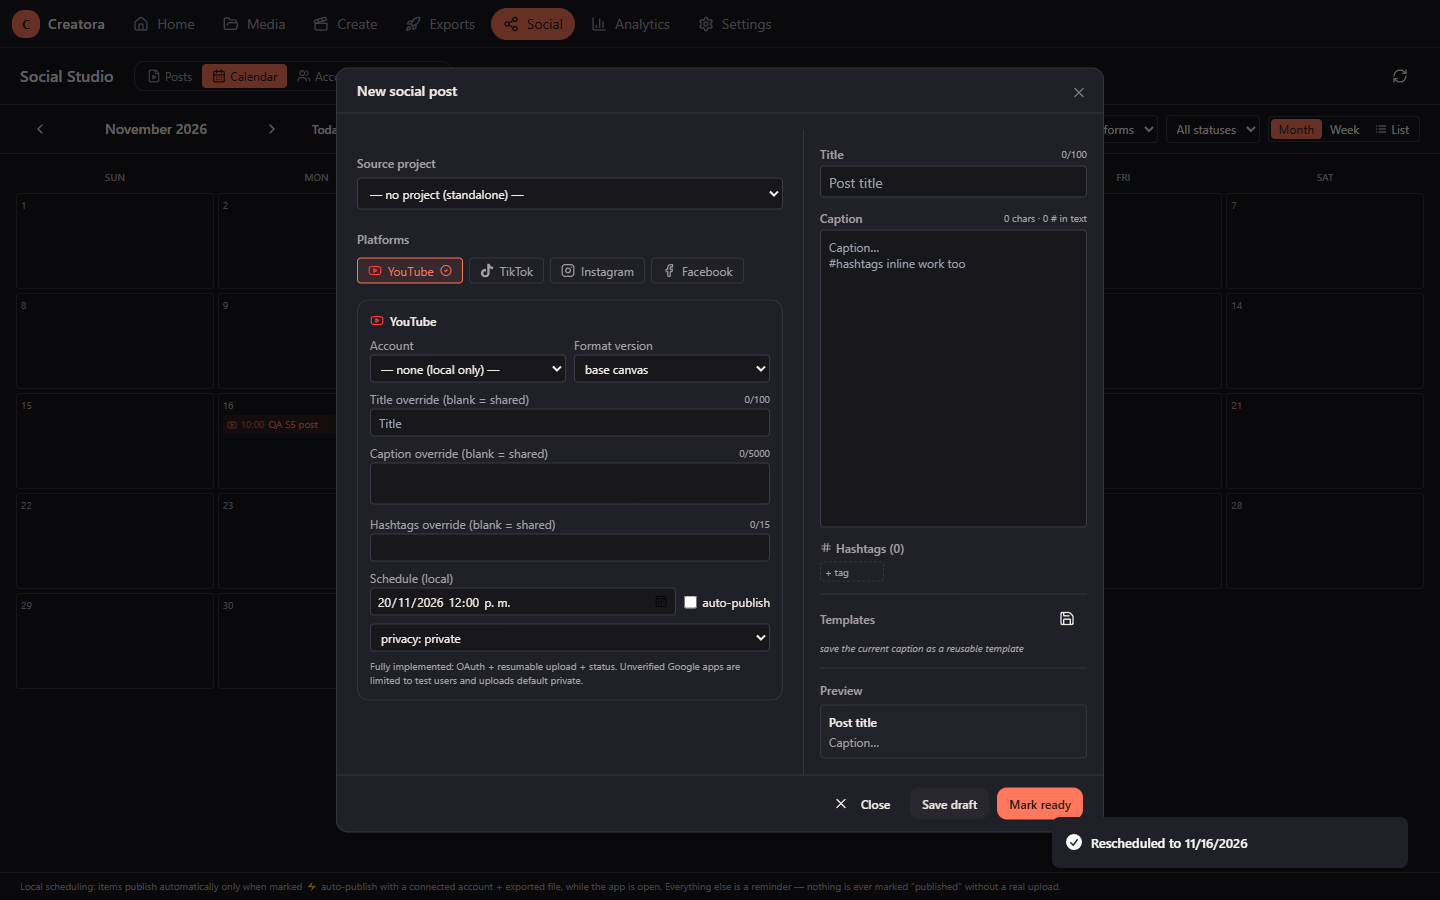 C Creatora Home Media Create Exports Social Analytics Settings
Social Studio Posts Calendar Acc
November 2026 Toda
forms All statuses Month Week List
SUN MON FRI SAT
1 2 7
8 9 14
15 16 21
10:00 QA S5 post
22 23 28
29 30
New social post
Source project
— no project (standalone) —
Platforms
YouTube TikTok Instagram Facebook
YouTube
Account Format version
— none (local only) — base canvas
Title override (blank = shared) 0/100
Title
Caption override (blank = shared) 0/5000
Hashtags override (blank = shared) 0/15
Schedule (local)
20/11/2026 12:00 p. m. auto-publish
privacy: private
Fully implemented: OAuth + resumable upload + status. Unverified Google apps are
limited to test users and uploads default private.
Title 0/100
Post title
Caption 0 chars · 0 # in text
Caption...
#hashtags inline work too
# Hashtags (0)
+ tag
Templates
save the current caption as a reusable template
Preview
Post title
Caption...
Close Save draft Mark ready
Rescheduled to 11/16/2026
Local scheduling: items publish automatically only when marked ⚡ auto-publish with a connected account + exported file, while the app is open. Everything else is a reminder — nothing is ever marked "published" without a real upload.